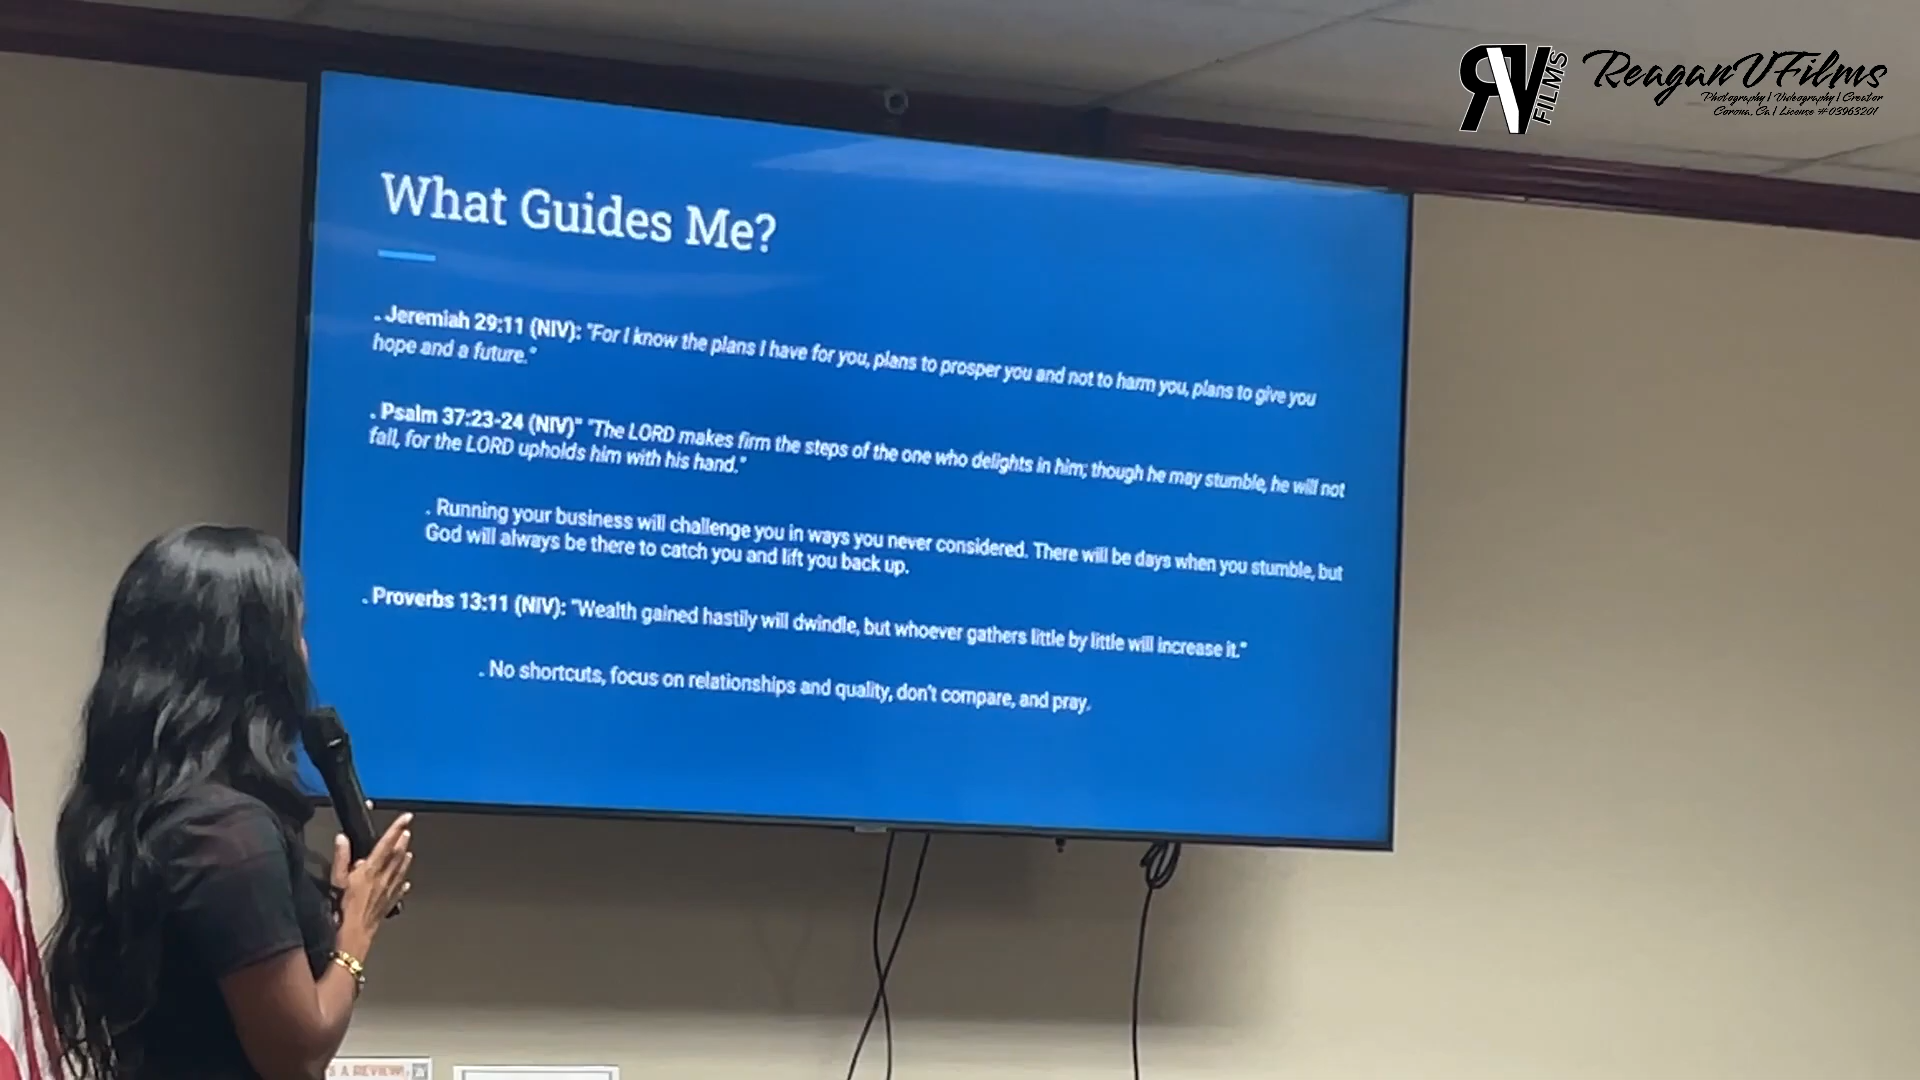 RV FILMS
ReaganVFilms
Photography | Videography | Creator
Corona, Ca | License #03963201
What Guides Me?
. Jeremiah 29:11 (NIV): "For I know the plans I have for you, plans to prosper you and not to harm you, plans to give you
hope and a future."
. Psalm 37:23-24 (NIV)" "The LORD makes firm the steps of the one who delights in him; though he may stumble, he will not
fall, for the LORD upholds him with his hand."
. Running your business will challenge you in ways you never considered. There will be days when you stumble, but
God will always be there to catch you and lift you back up.
. Proverbs 13:11 (NIV): "Wealth gained hastily will dwindle, but whoever gathers little by little will increase it."
. No shortcuts, focus on relationships and quality, don't compare, and pray.
S A REVIEW!